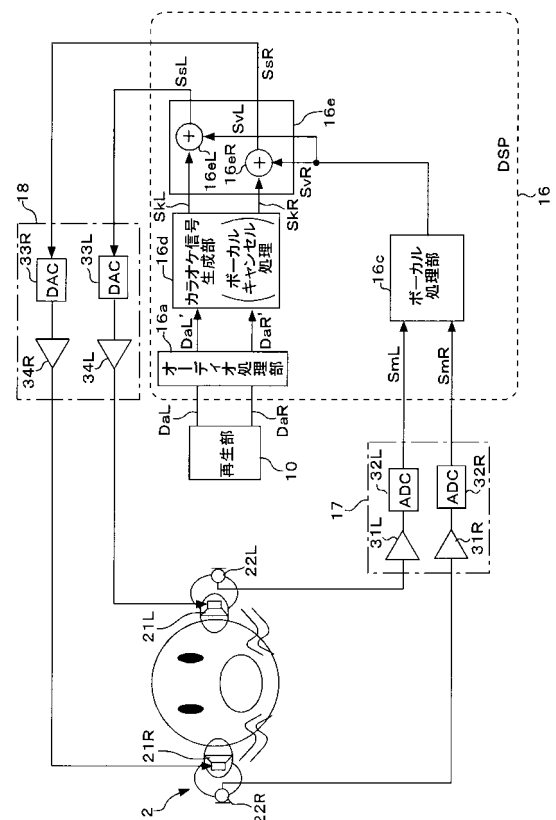 18
33R
DAC
33L
DAC
34R
34L
SsL
SsR
16e
SvL
16eL
16eR
SvR
SkL
SkR
16d
カラオケ信号
生成部
(ボーカル
キャンセル
処理)
16a
DaL'
DaR'
オーディオ処理部
DaL
DaR
再生部
10
16c
ボーカル
処理部
DSP
16
SmL
SmR
17
32L
ADC
32R
ADC
31L
31R
22L
21L
21R
22R
2